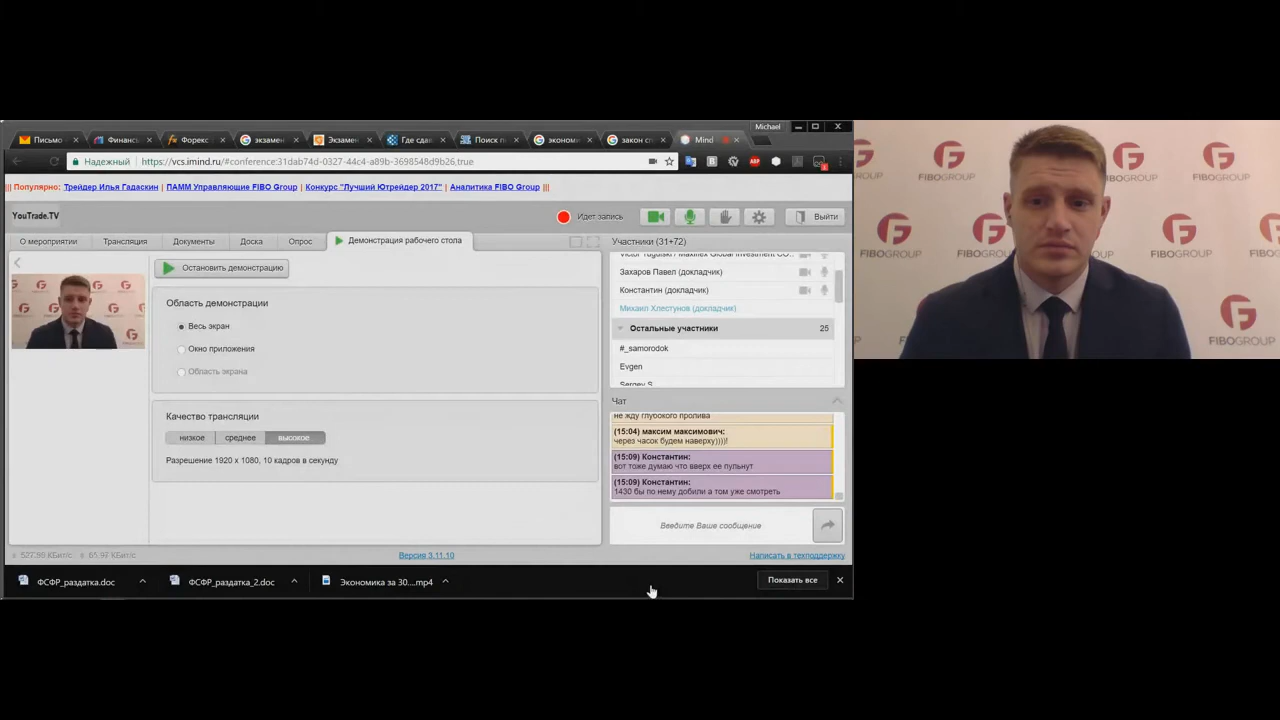 Michael
Письмо
Финансы
Форекс
экзамен
Экзамен
Где сдав
Поиск п
экономи
закон сп
Mind
Надежный
https://vcs.imind.ru/#conference:31dab74d-0327-44c4-a89b-3698548d9b26,true
||| Популярно: Трейдер Илья Гадаскин | ПАММ Управляющие FIBO Group | Конкурс "Лучший Ютрейдер 2017" | Аналитика FIBO Group |||
YouTrade.TV
Идет запись
Выйти
О мероприятии
Трансляция
Документы
Доска
Опрос
Демонстрация рабочего стола
Остановить демонстрацию
Область демонстрации
Весь экран
Окно приложения
Область экрана
Качество трансляции
низкое
среднее
высокое
Разрешение 1920 x 1080, 10 кадров в секунду
Участники (31+72)
Захаров Павел (докладчик)
Константин (докладчик)
Михаил Хлестунов (докладчик)
Остальные участники 25
#_samorodok
Evgen
Sergey S
Чат
не жду глубокого пролива
(15:04) максим максимович:
через часок будем наверху))))!
(15:09) Константин:
вот тоже думаю что вверх ее пульнут
(15:09) Константин:
1430 бы по нему добили а том уже смотреть
Введите Ваше сообщение
Версия 3.11.10
Написать в техподдержку
ФСФР_раздатка.doc
ФСФР_раздатка_2.doc
Экономика за 30....mp4
Показать все
FIBOGROUP
FIBOGROUP